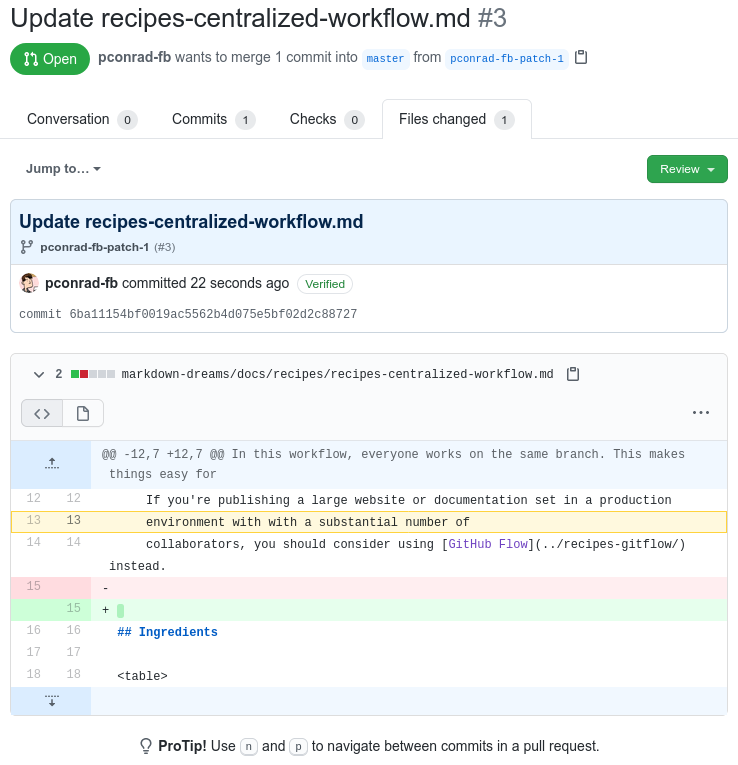 Update recipes-centralized-workflow.md #3
Open pconrad-fb wants to merge 1 commit into master from pconrad-fb-patch-1
Conversation 0 Commits 1 Checks 0 Files changed 1
Jump to... Review
Update recipes-centralized-workflow.md
pconrad-fb-patch-1 (#3)
pconrad-fb committed 22 seconds ago Verified
commit 6ba11154bf0019ac5562b4d075e5bf02d2c88727
2 markdown-dreams/docs/recipes/recipes-centralized-workflow.md
@@ -12,7 +12,7 @@ In this workflow, everyone works on the same branch. This makes
things easy for
12 12 If you're publishing a large website or documentation set in a production
13 13 environment with with a substantial number of
14 14 collaborators, you should consider using [GitHub Flow](../recipes-gitflow/)
instead.
15 -
15 +
16 16 ## Ingredients
17 17
18 18 <table>
ProTip! Use n and p to navigate between commits in a pull request.